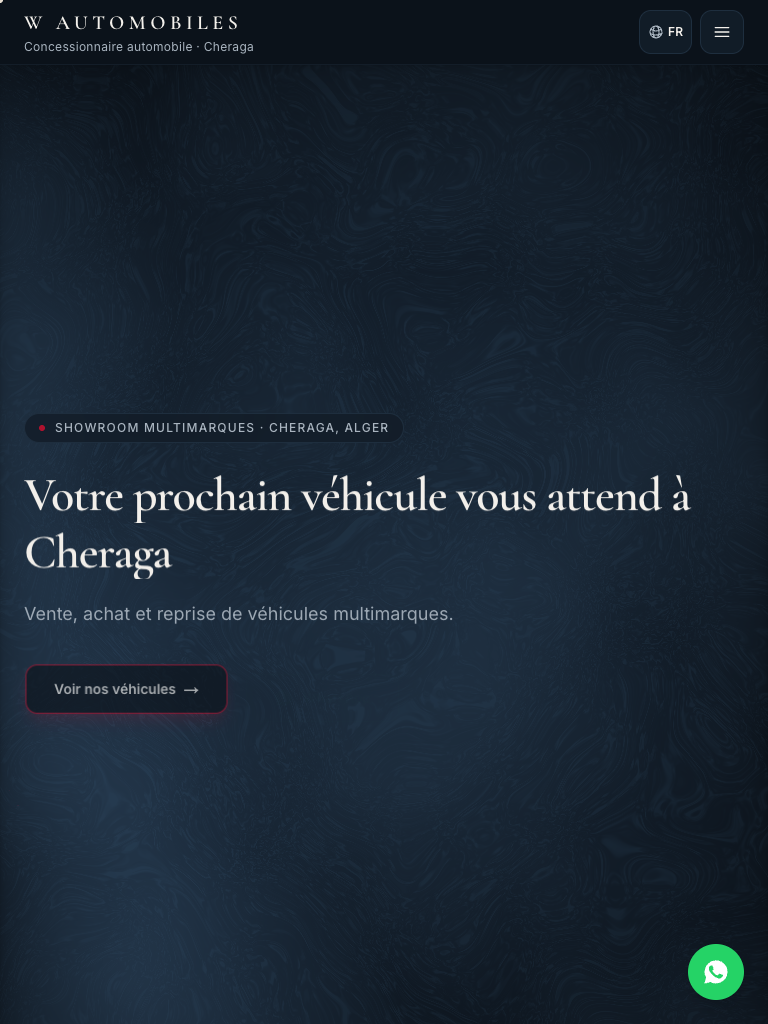 W AUTOMOBILES
Concessionnaire automobile · Cheraga
FR
SHOWROOM MULTIMARQUES · CHERAGA, ALGER
Votre prochain véhicule vous attend à
Cheraga
Vente, achat et reprise de véhicules multimarques.
Voir nos véhicules →